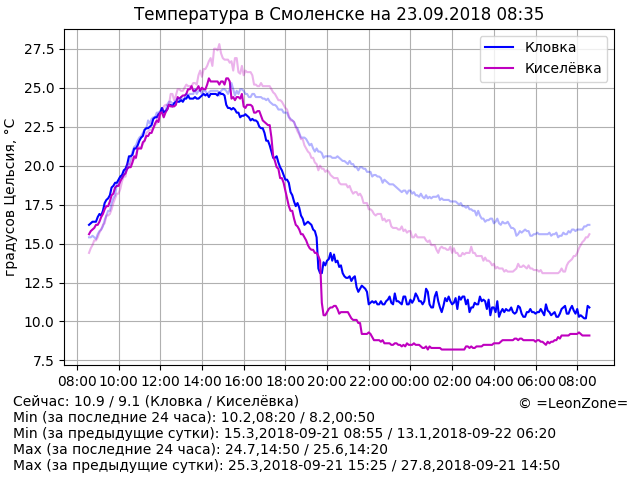 Температура в Смоленске на 23.09.2018 08:35
Кловка
Киселёвка
градусов Цельсия, °C
27.5
25.0
22.5
20.0
17.5
15.0
12.5
10.0
7.5
08:00 10:00 12:00 14:00 16:00 18:00 20:00 22:00 00:00 02:00 04:00 06:00 08:00
Сейчас: 10.9 / 9.1 (Кловка / Киселёвка)
© =LeonZone=
Min (за последние 24 часа): 10.2,08:20 / 8.2,00:50
Min (за предыдущие сутки): 15.3,2018-09-21 08:55 / 13.1,2018-09-22 06:20
Max (за последние 24 часа): 24.7,14:50 / 25.6,14:20
Max (за предыдущие сутки): 25.3,2018-09-21 15:25 / 27.8,2018-09-21 14:50